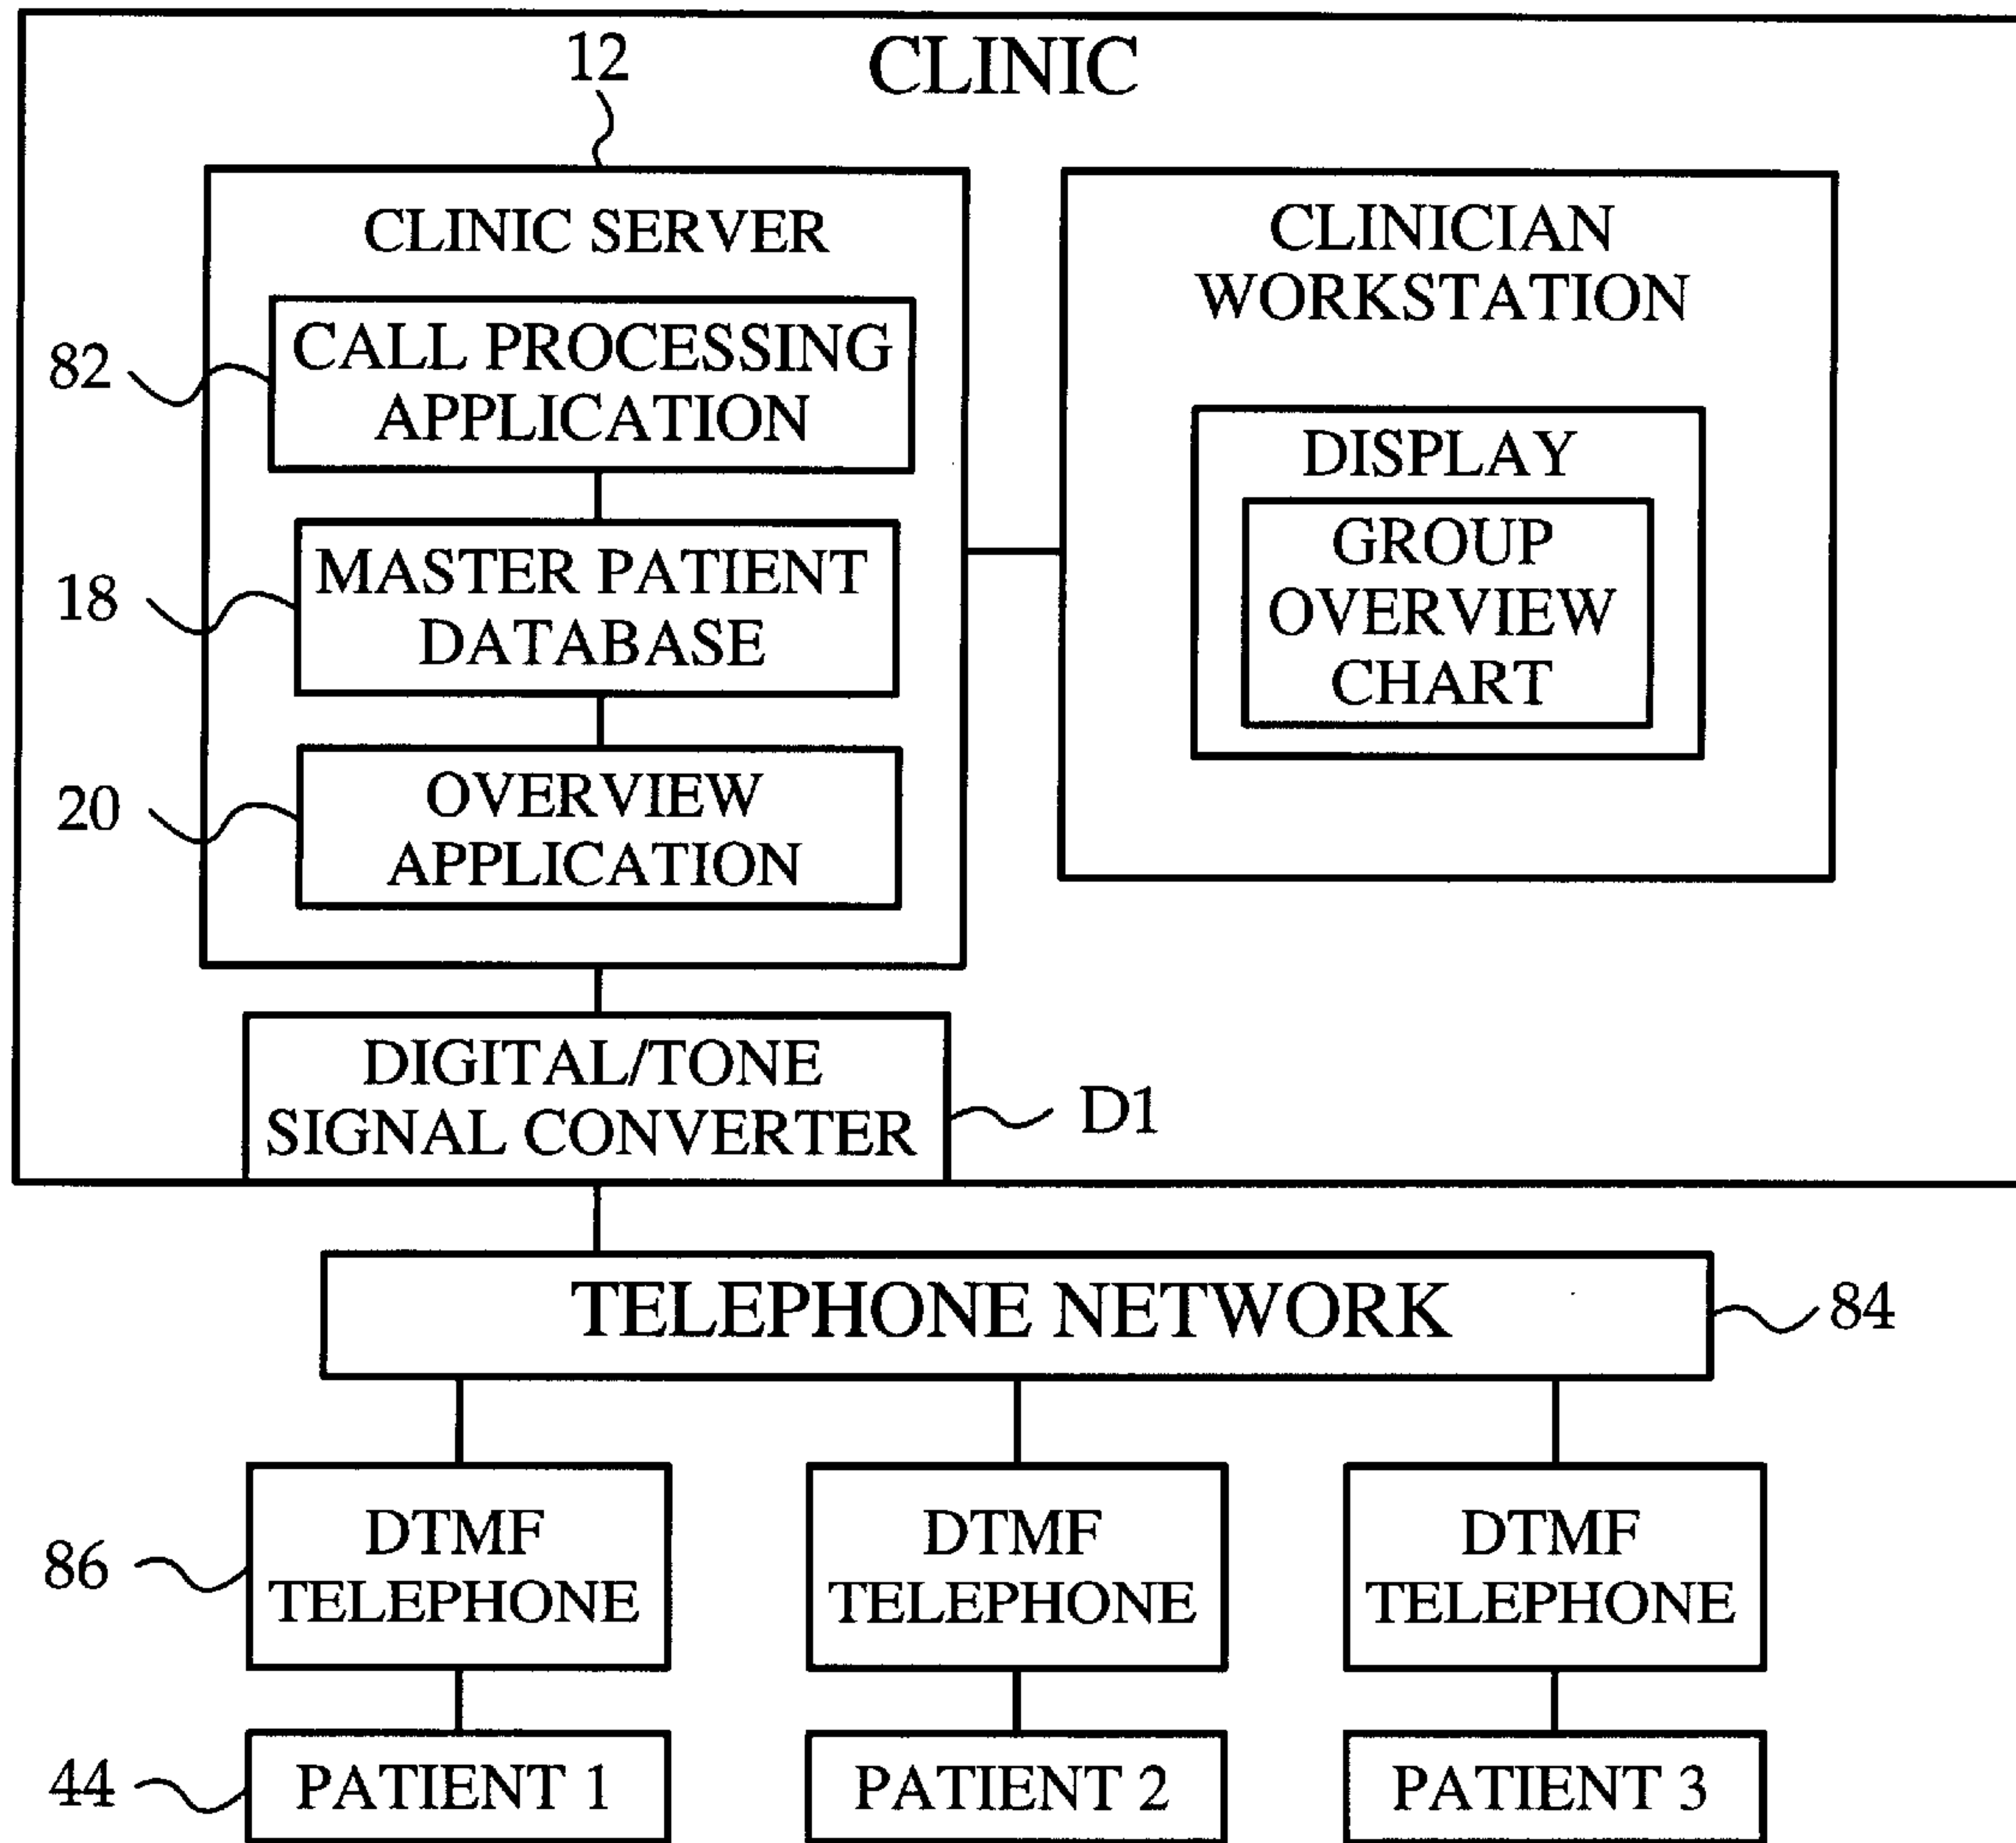 CLINIC
12
CLINIC SERVER
82
CALL PROCESSING
APPLICATION
18
MASTER PATIENT
DATABASE
20
OVERVIEW
APPLICATION
CLINICIAN
WORKSTATION
DISPLAY
GROUP
OVERVIEW
CHART
DIGITAL/TONE
SIGNAL CONVERTER
D1
TELEPHONE NETWORK
84
86
DTMF
TELEPHONE
DTMF
TELEPHONE
DTMF
TELEPHONE
44
PATIENT 1
PATIENT 2
PATIENT 3